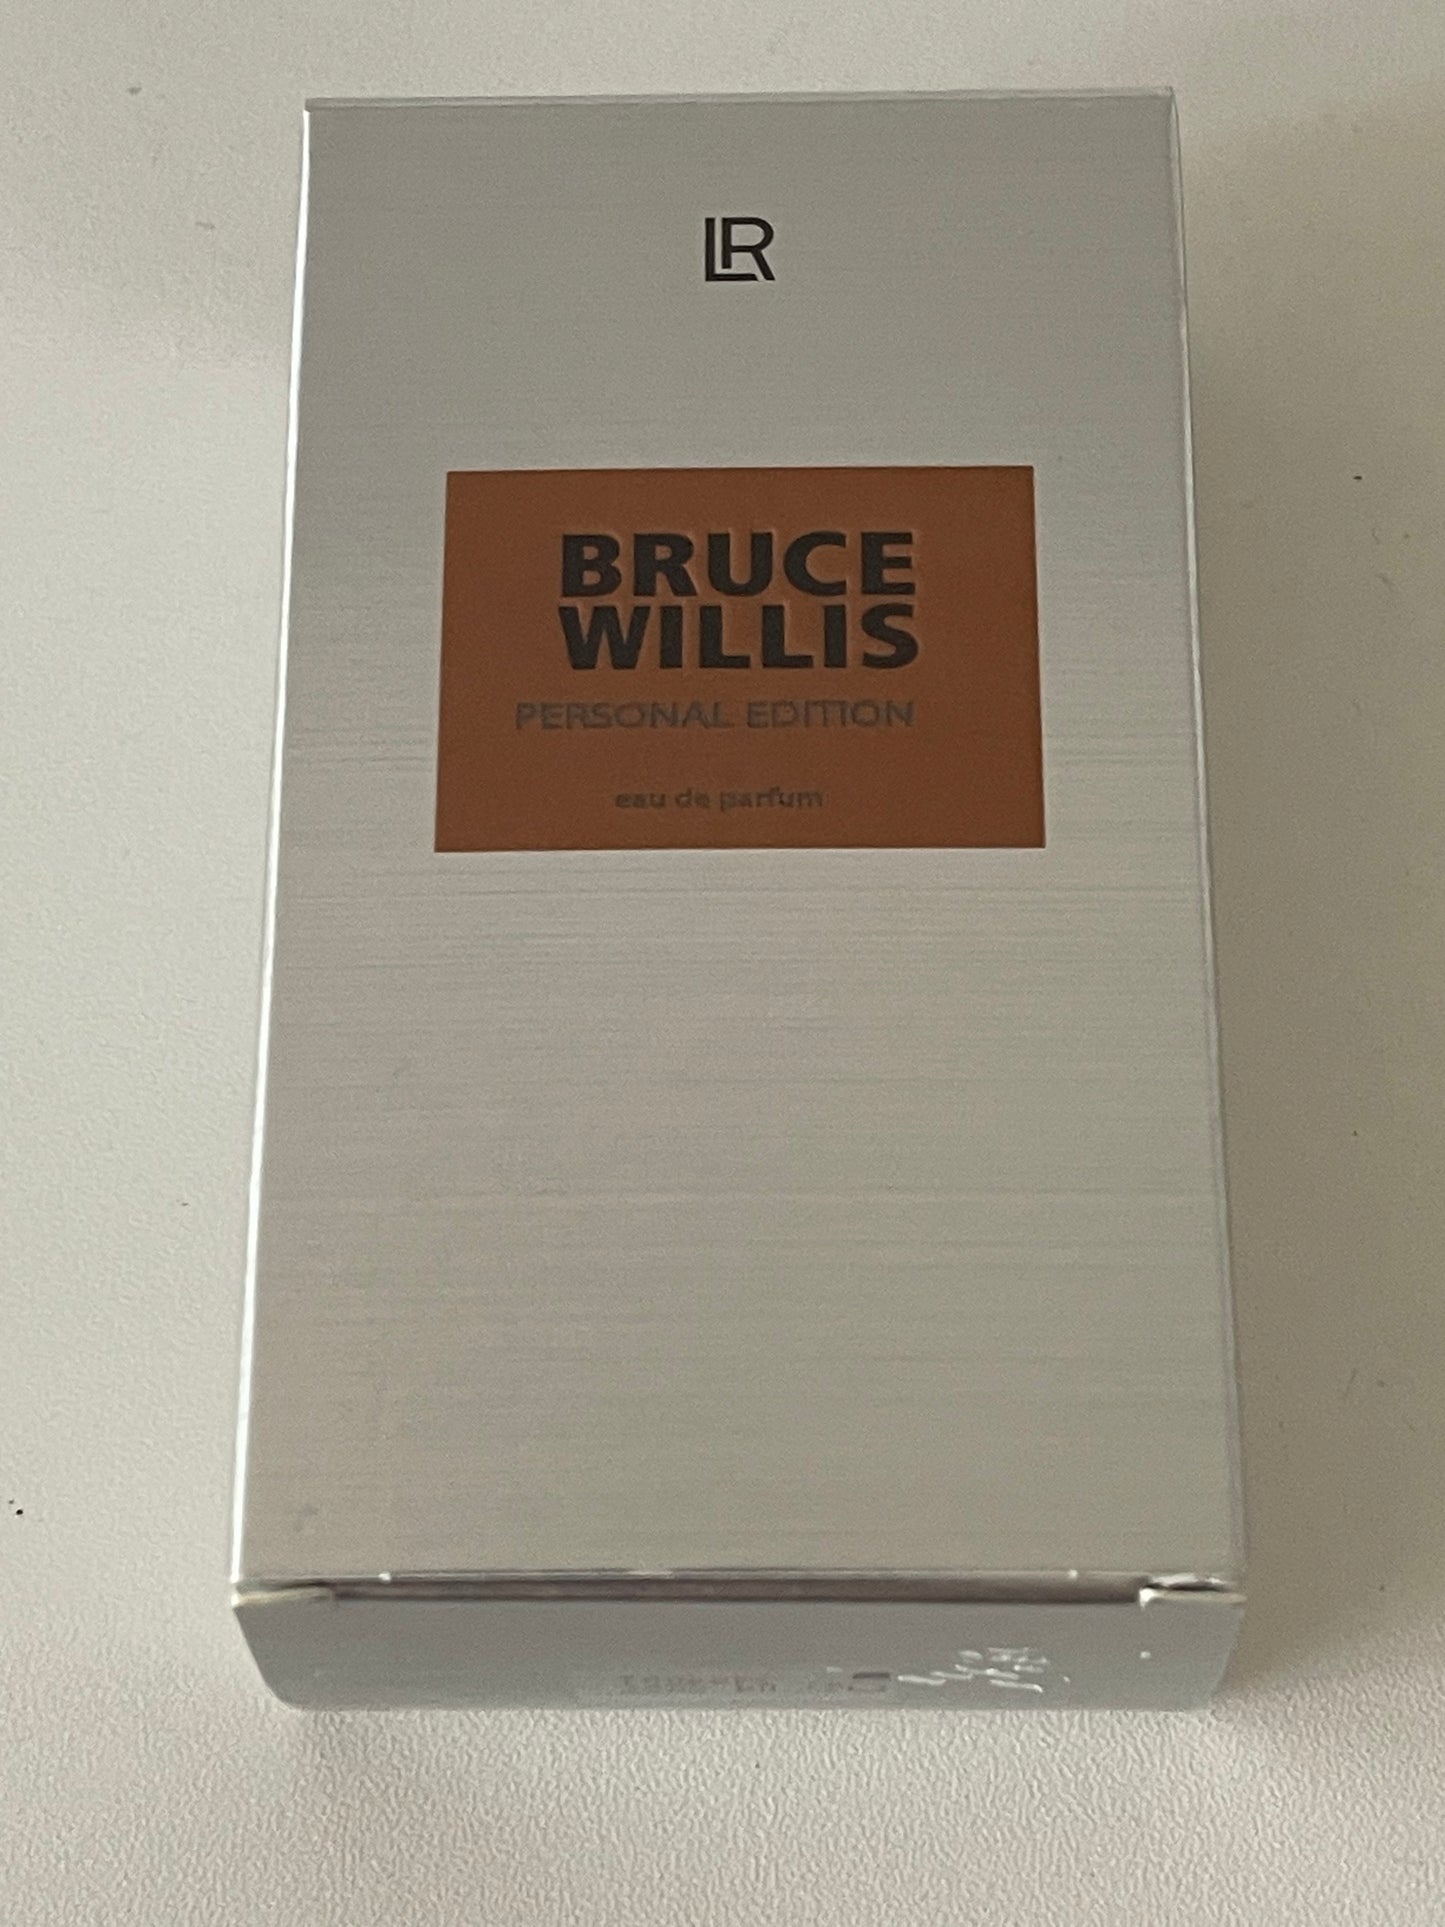 LR
BRUCE
WILLIS
PERSONAL EDITION
eau de parfum